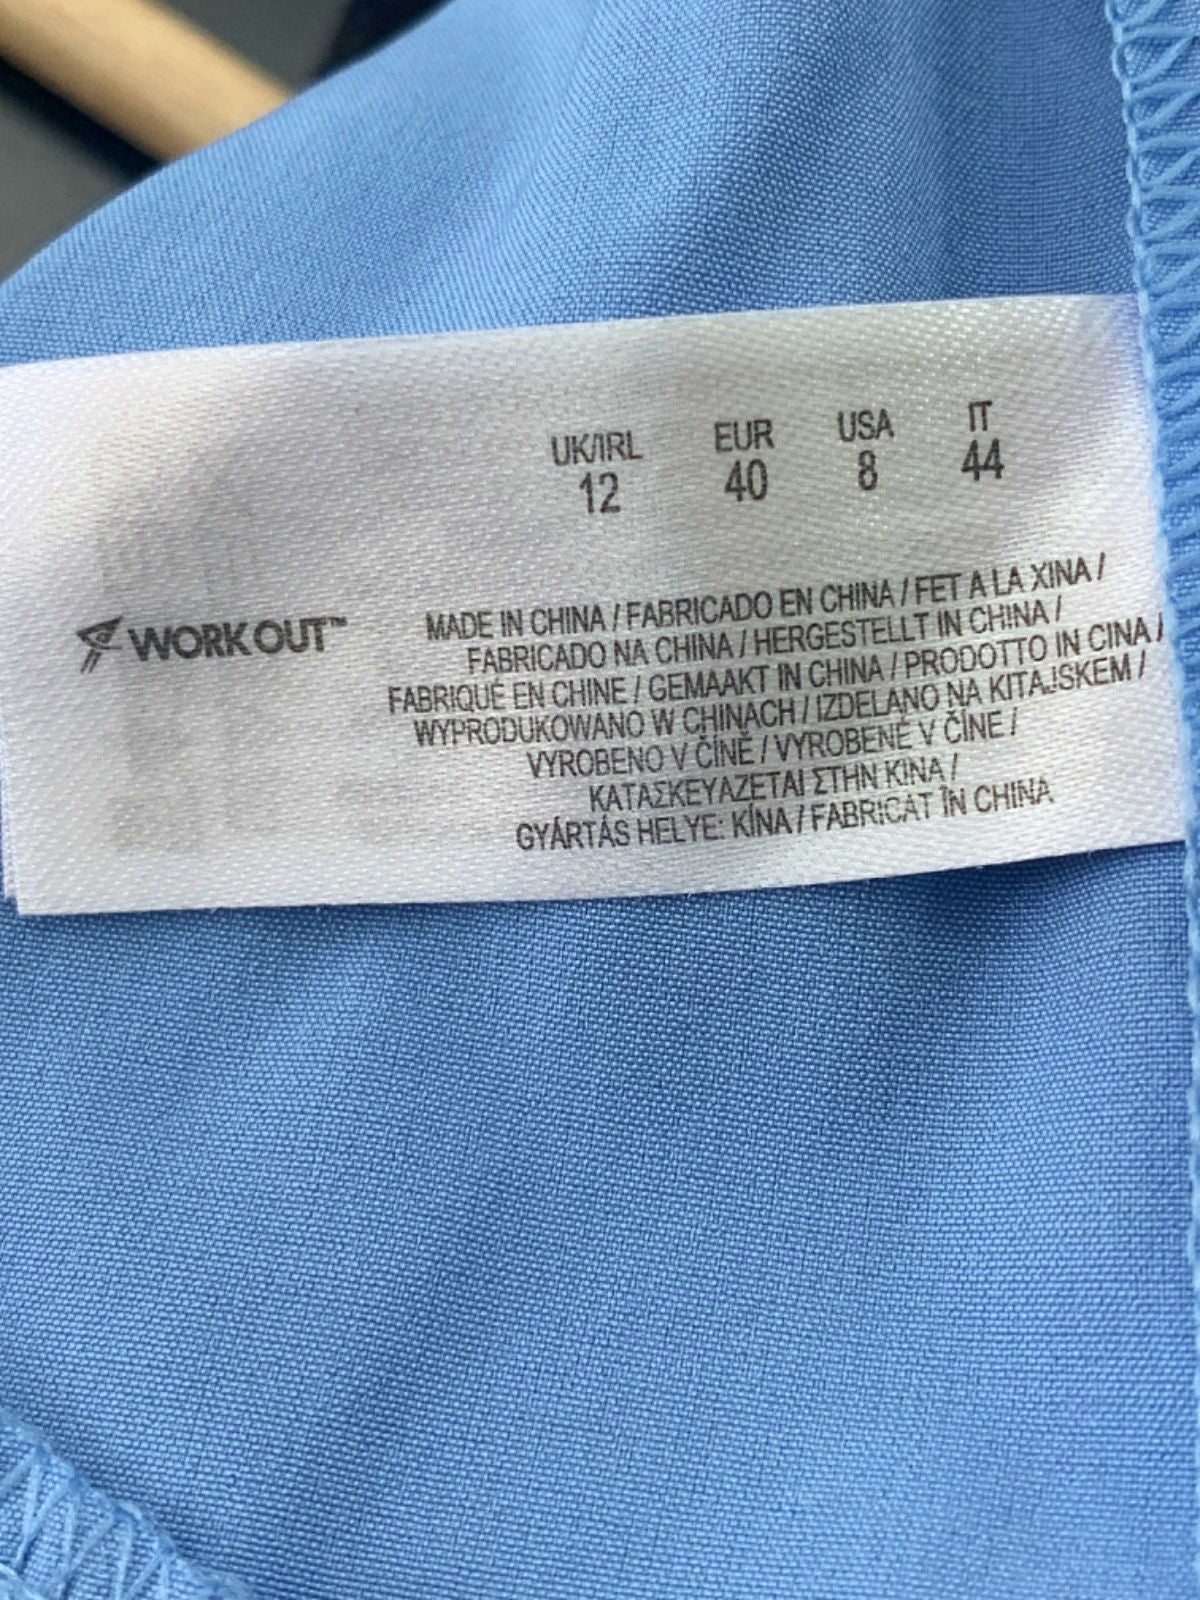 UK/IRL EUR USA IT
12 40 8 44
WORKOUT™
MADE IN CHINA / FABRICADO EN CHINA / FET A LA XINA /
FABRICADO NA CHINA / HERGESTELLT IN CHINA /
FABRIQUÉ EN CHINE / GEMAAKT IN CHINA / PRODOTTO IN CINA /
WYPRODUKOWANO W CHINACH / IZDELANO NA KITAJSKEM /
VYROBENO V ČÍNĚ / VYROBENÉ V ČÍNE /
ΚΑΤΑΣΚΕΥΑΖΕΤΑΙ ΣΤΗΝ ΚΙΝΑ /
GYÁRTÁS HELYE: KÍNA / FABRICAT ÎN CHINA